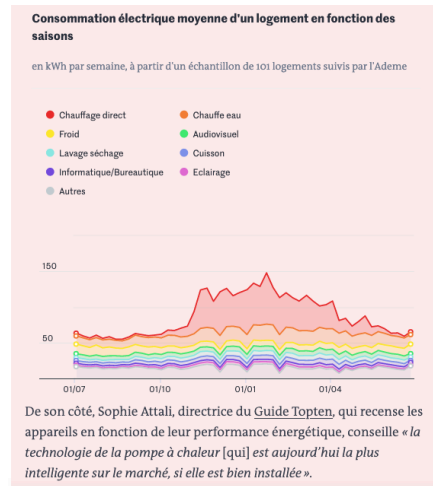 Consommation électrique moyenne d'un logement en fonction des
saisons
en kWh par semaine, à partir d'un échantillon de 101 logements suivis par l'Ademe
Chauffage direct
Chauffe eau
Froid
Audiovisuel
Lavage séchage
Cuisson
Informatique/Bureautique
Eclairage
Autres
150
50
01/07 01/10 01/01 01/04
De son côté, Sophie Attali, directrice du Guide Topten, qui recense les
appareils en fonction de leur performance énergétique, conseille « la
technologie de la pompe à chaleur [qui] est aujourd'hui la plus
intelligente sur le marché, si elle est bien installée ».